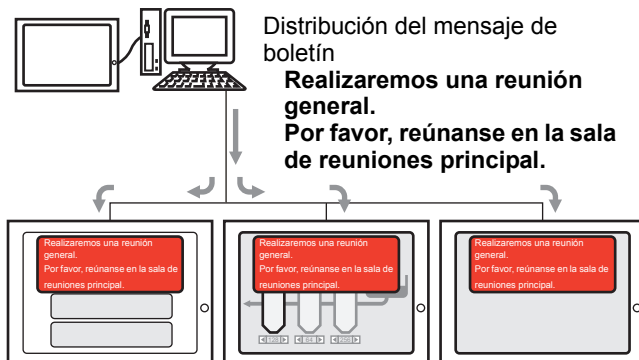 Distribución del mensaje de
boletín
Realizaremos una reunión
general.
Por favor, reúnanse en la sala
de reuniones principal.
Realizaremos una reunión
general.
Por favor, reúnanse en la sala de
reuniones principal.
Realizaremos una reunión
general.
Por favor, reúnanse en la sala de
reuniones principal.
Realizaremos una reunión
general.
Por favor, reúnanse en la sala de
reuniones principal.
128 64 256